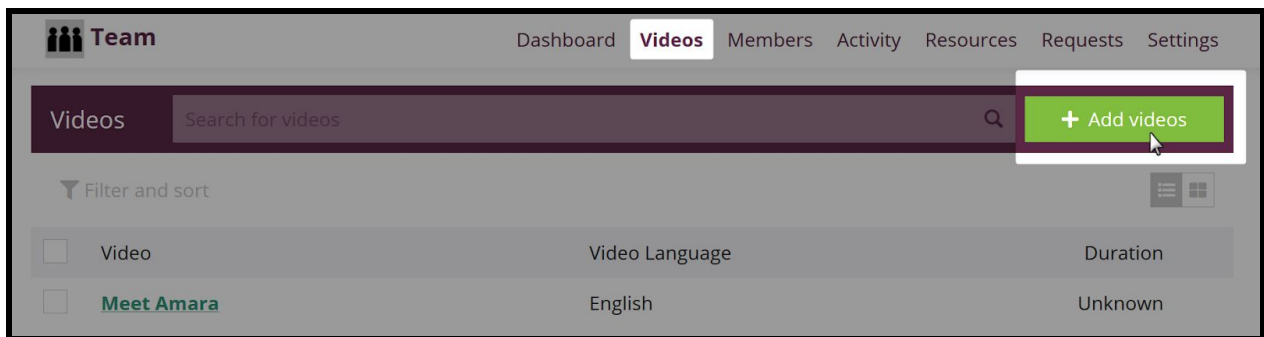 Team
Dashboard Videos Members Activity Resources Requests Settings
Videos Search for videos + Add videos
Filter and sort
Video Video Language Duration
Meet Amara English Unknown